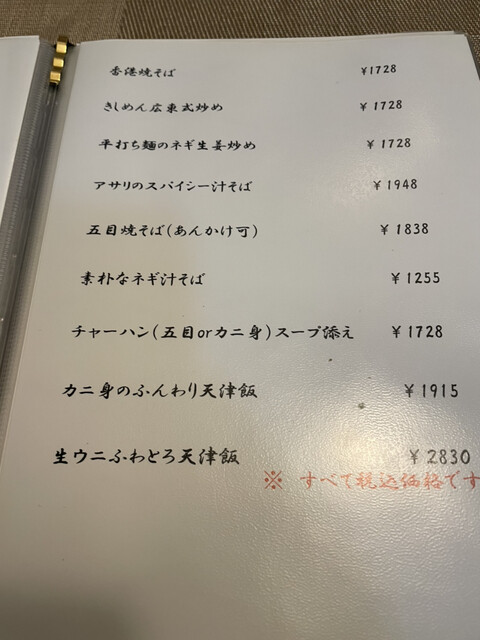 香港焼そば ¥1728
きしめん広東式炒め ¥1728
平打ち麺のネギ生姜炒め ¥1728
アサリのスパイシー汁そば ¥1948
五目焼そば(あんかけ可) ¥1838
素朴なネギ汁そば ¥1255
チャーハン(五目orカニ身)スープ添え ¥1728
カニ身のふんわり天津飯 ¥1915
生ウニふわとろ天津飯 ¥2830
※ すべて税込価格です